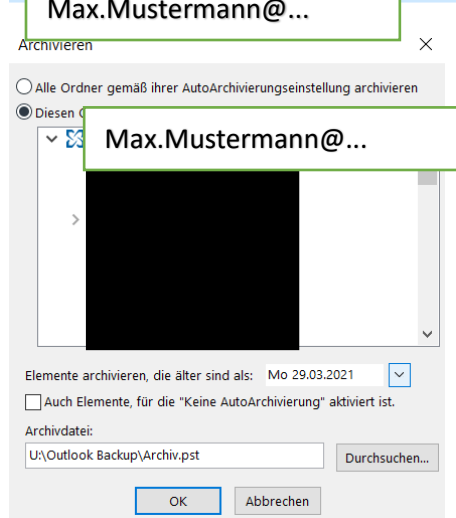 Max.Mustermann@...
Archivieren
Alle Ordner gemäß ihrer AutoArchivierungseinstellung archivieren
Diesen
Max.Mustermann@...
Elemente archivieren, die älter sind als: Mo 29.03.2021
Auch Elemente, für die "Keine AutoArchivierung" aktiviert ist.
Archivdatei:
U:\Outlook Backup\Archiv.pst
Durchsuchen...
OK Abbrechen